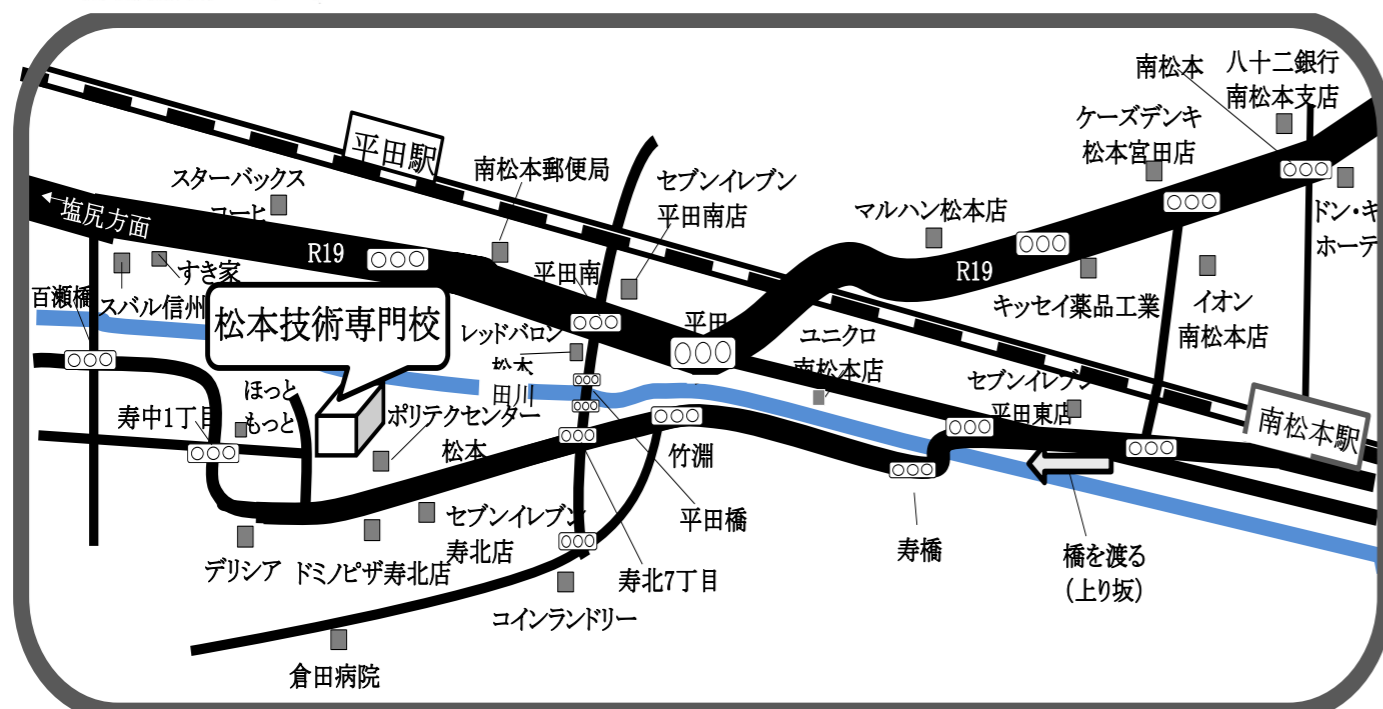 南松本
八十二銀行
南松本支店
ケーズデンキ
松本宮田店
平田駅
南松本郵便局
セブンイレブン
平田南店
スターバックス
コーヒ
マルハン松本店
ドン・キ
ホーテ
←塩尻方面
R19
平田南
R19
すき家
百瀬橋
スバル信州
キッセイ薬品工業
イオン
南松本店
松本技術専門校
レッドバロン
松本
平田
ユニクロ
南松本店
田川
セブンイレブン
平田東店
ほっと
もっと
寿中1丁目
ポリテクセンター
松本
南松本駅
竹淵
平田橋
セブンイレブン
寿北店
寿橋
橋を渡る
(上り坂)
デリシア
ドミノピザ寿北店
寿北7丁目
コインランドリー
倉田病院